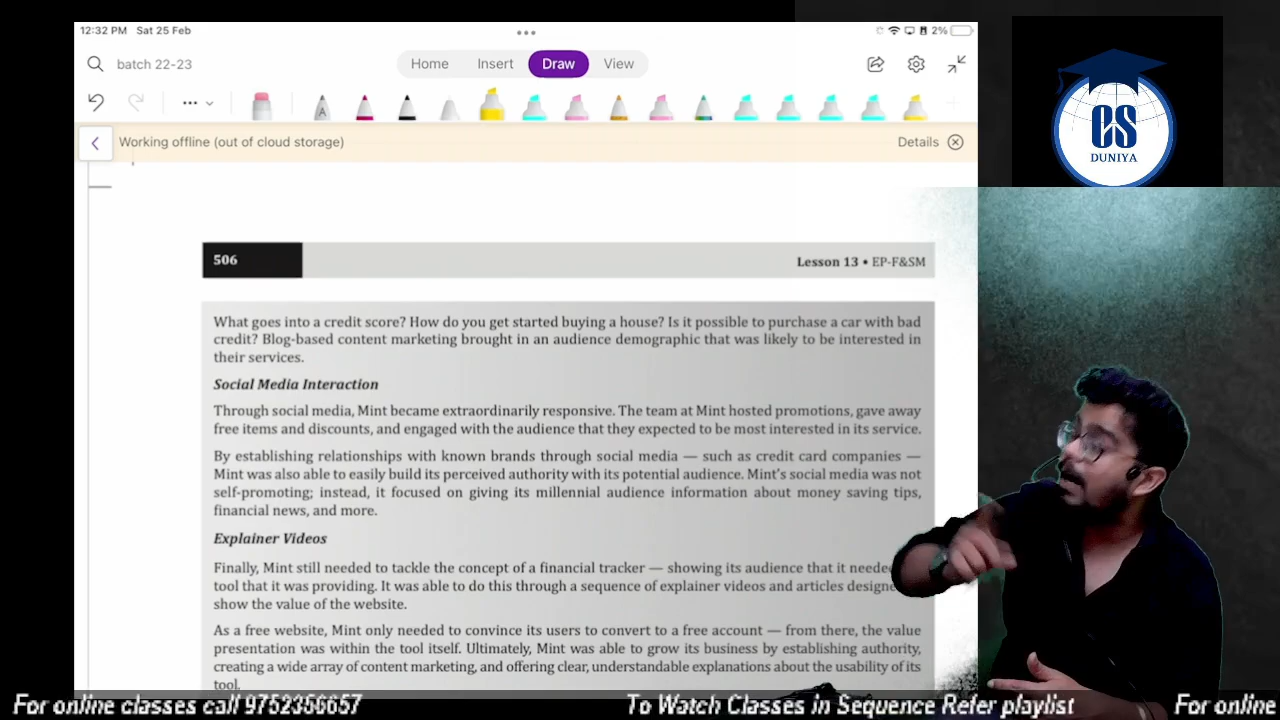 12:32 PM Sat 25 Feb
2%
batch 22-23
Home Insert Draw View
A
Working offline (out of cloud storage)
Details
CS
DUNIYA
506
Lesson 13 • EP-F&SM
What goes into a credit score? How do you get started buying a house? Is it possible to purchase a car with bad
credit? Blog-based content marketing brought in an audience demographic that was likely to be interested in
their services.
Social Media Interaction
Through social media, Mint became extraordinarily responsive. The team at Mint hosted promotions, gave away
free items and discounts, and engaged with the audience that they expected to be most interested in its service.
By establishing relationships with known brands through social media — such as credit card companies —
Mint was also able to easily build its perceived authority with its potential audience. Mint's social media was not
self-promoting; instead, it focused on giving its millennial audience information about money saving tips,
financial news, and more.
Explainer Videos
Finally, Mint still needed to tackle the concept of a financial tracker — showing its audience that it needed
tool that it was providing. It was able to do this through a sequence of explainer videos and articles designe
show the value of the website.
As a free website, Mint only needed to convince its users to convert to a free account — from there, the value
presentation was within the tool itself. Ultimately, Mint was able to grow its business by establishing authority,
creating a wide array of content marketing, and offering clear, understandable explanations about the usability of its
tool.
For online classes call 9752356657 To Watch Classes in Sequence Refer playlist For online